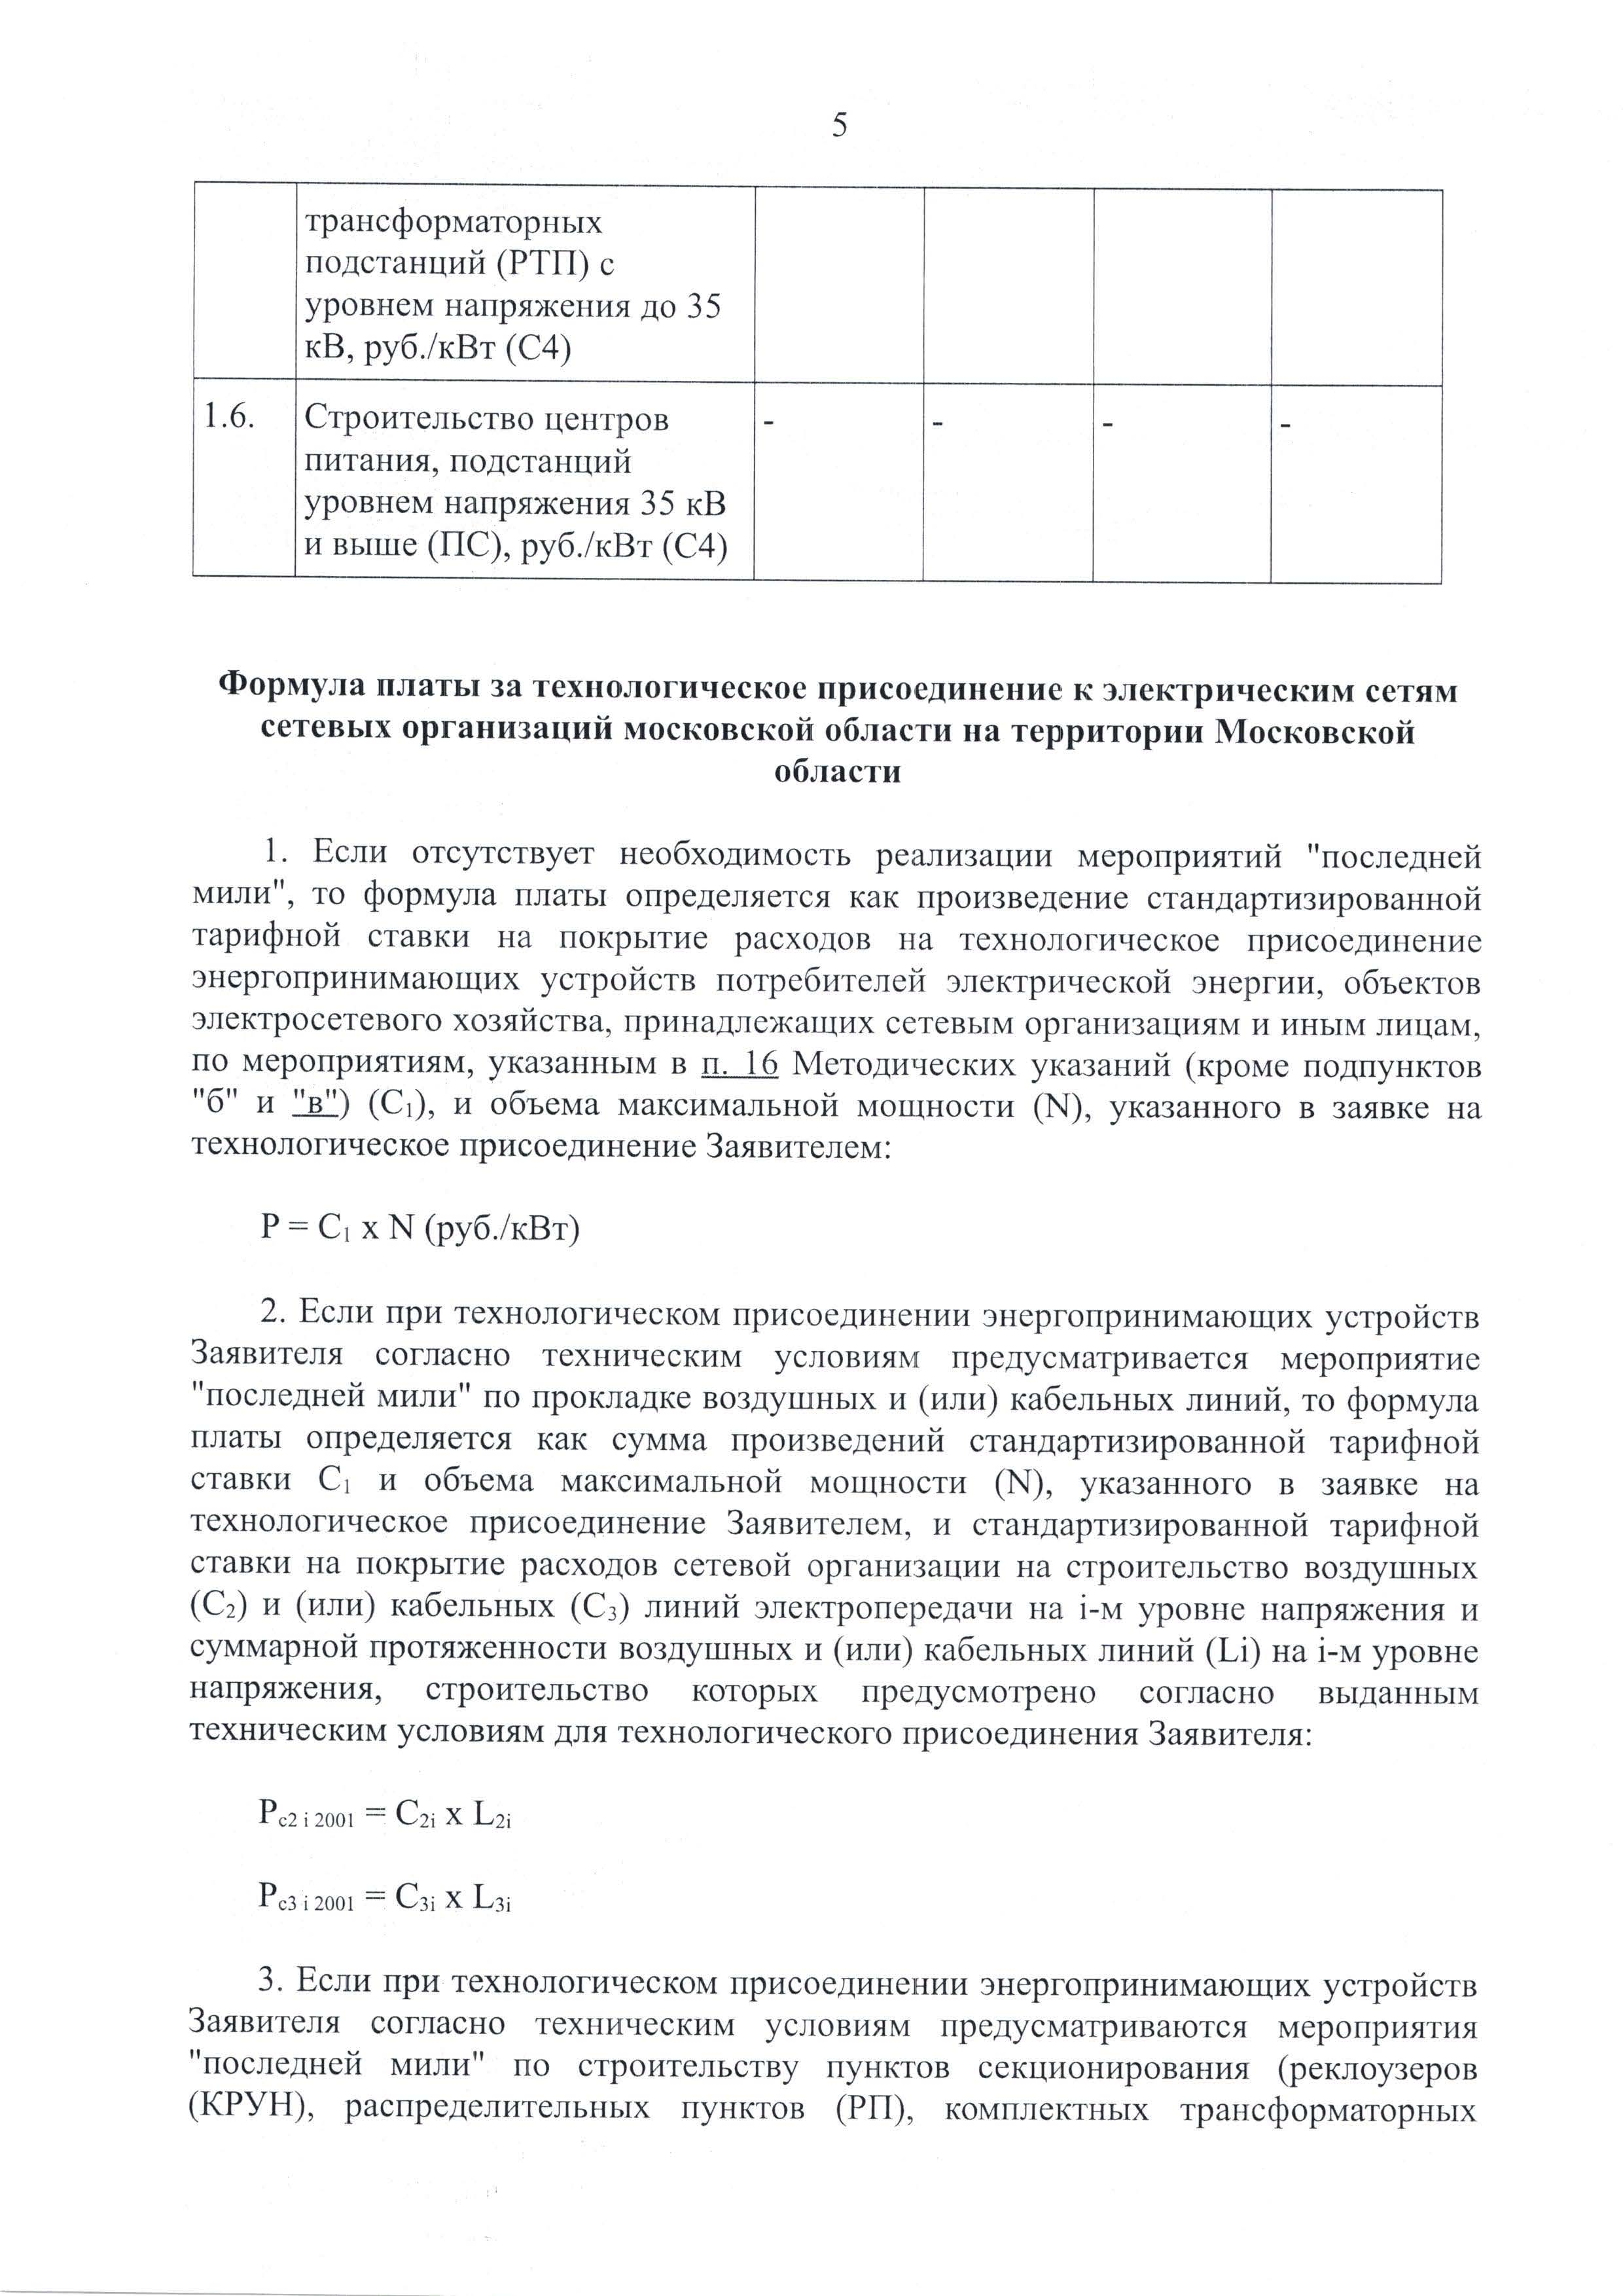 5
трансформаторных
подстанций (РТП) с
уровнем напряжения до 35
кВ, руб./кВт (С4)
1.6.
Строительство центров
питания, подстанций
уровнем напряжения 35 кВ
и выше (ПС), руб./кВт (С4)
- - - -
Формула платы за технологическое присоединение к электрическим сетям
сетевых организаций московской области на территории Московской
области
1. Если отсутствует необходимость реализации мероприятий "последней
мили", то формула платы определяется как произведение стандартизированной
тарифной ставки на покрытие расходов на технологическое присоединение
энергопринимающих устройств потребителей электрической энергии, объектов
электросетевого хозяйства, принадлежащих сетевым организациям и иным лицам,
по мероприятиям, указанным в п. 16 Методических указаний (кроме подпунктов
"б" и "в") (С₁), и объема максимальной мощности (N), указанного в заявке на
технологическое присоединение Заявителем:
Р = С₁ х N (руб./кВт)
2. Если при технологическом присоединении энергопринимающих устройств
Заявителя согласно техническим условиям предусматривается мероприятие
"последней мили" по прокладке воздушных и (или) кабельных линий, то формула
платы определяется как сумма произведений стандартизированной тарифной
ставки С₁ и объема максимальной мощности (N), указанного в заявке на
технологическое присоединение Заявителем, и стандартизированной тарифной
ставки на покрытие расходов сетевой организации на строительство воздушных
(С₂) и (или) кабельных (С₃) линий электропередачи на i-м уровне напряжения и
суммарной протяженности воздушных и (или) кабельных линий (Li) на i-м уровне
напряжения, строительство которых предусмотрено согласно выданным
техническим условиям для технологического присоединения Заявителя:
Рс2 i 2001 = С2i х L2i
Рс3 i 2001 = С3i х L3i
3. Если при технологическом присоединении энергопринимающих устройств
Заявителя согласно техническим условиям предусматриваются мероприятия
"последней мили" по строительству пунктов секционирования (реклоузеров
(КРУН), распределительных пунктов (РП), комплектных трансформаторных